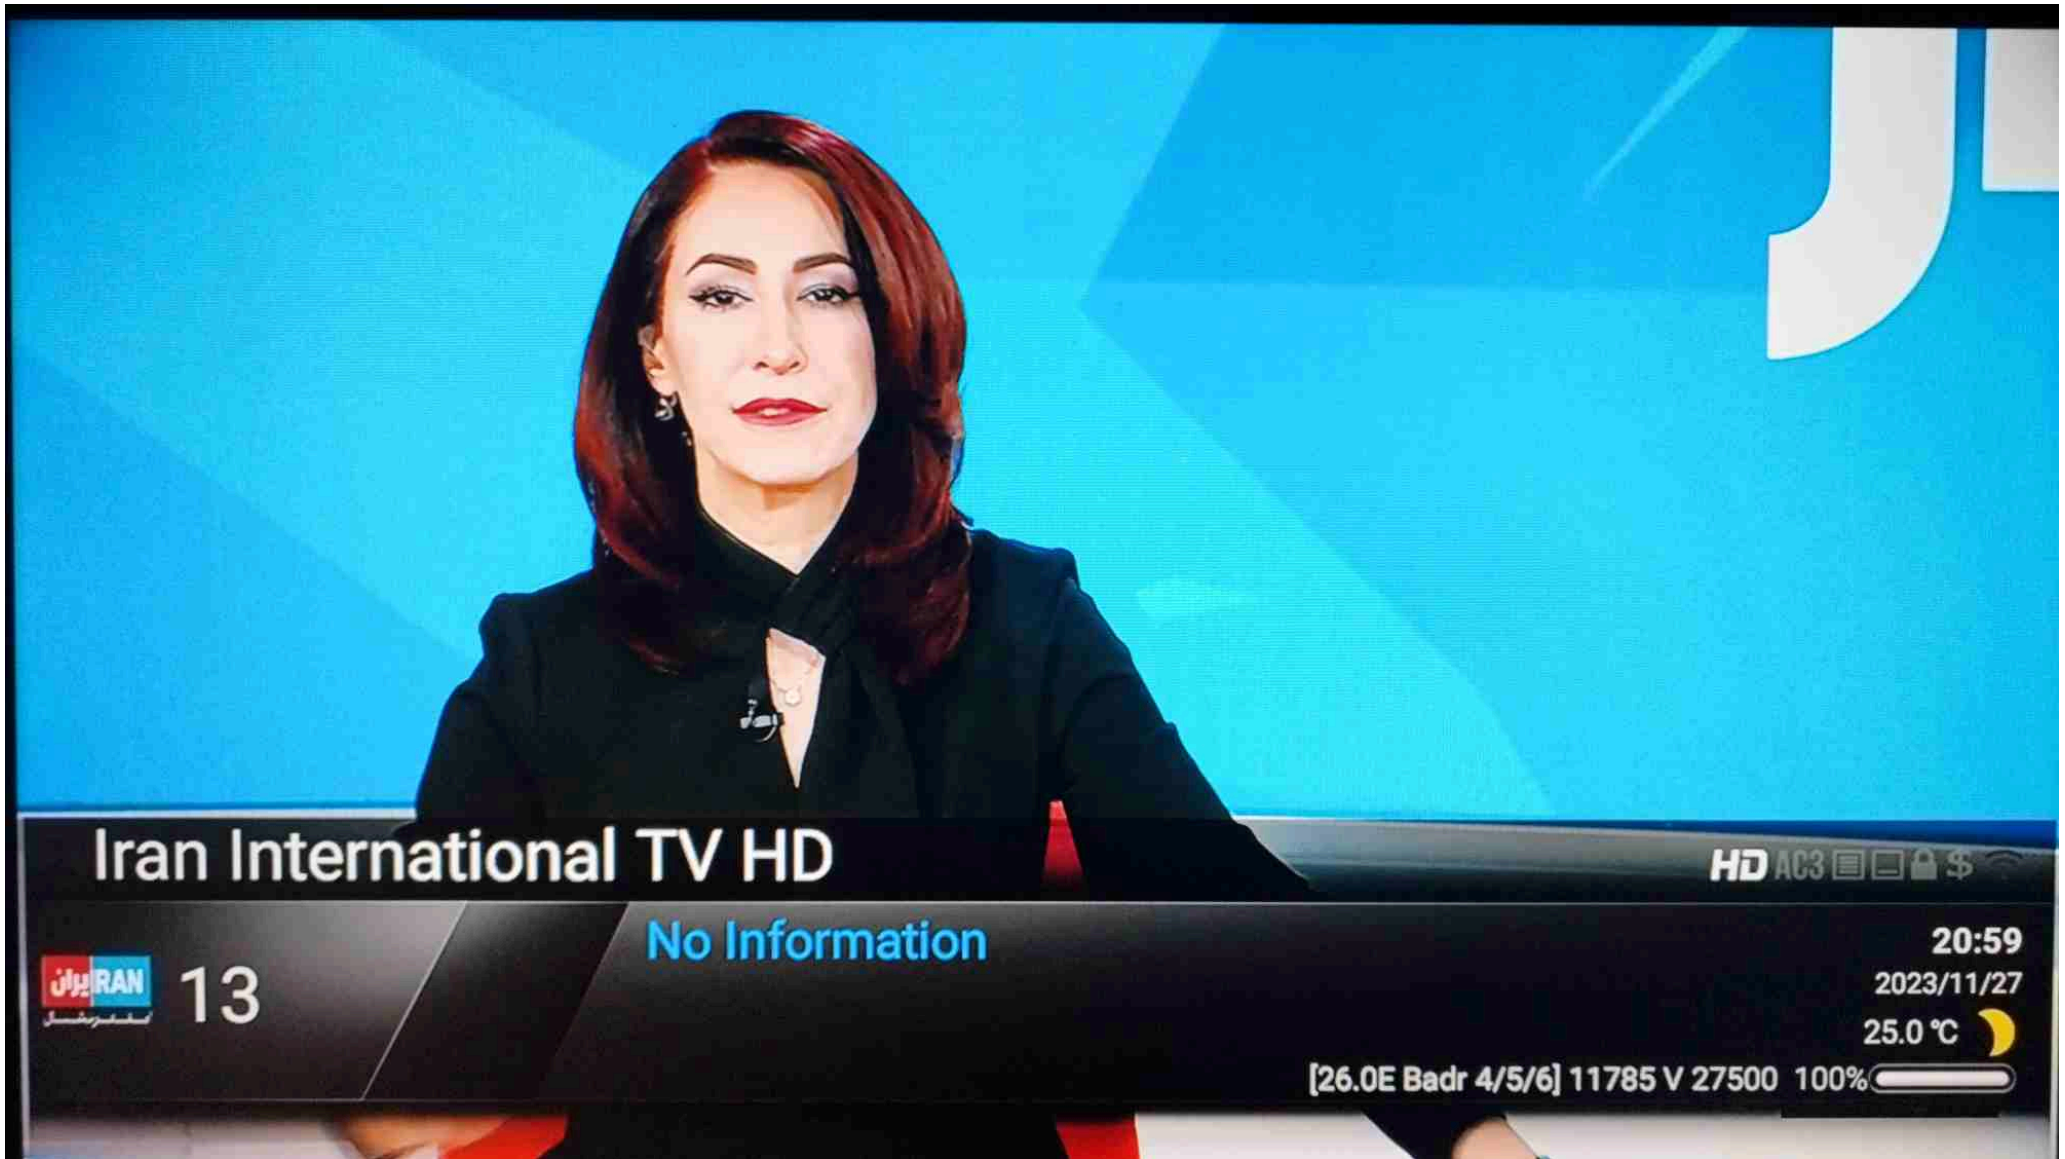 Iran International TV HD
HD AC3 $
No Information
ایران IRAN
اینترنشنال
13
20:59
2023/11/27
25.0 °C
[26.0E Badr 4/5/6] 11785 V 27500 100%